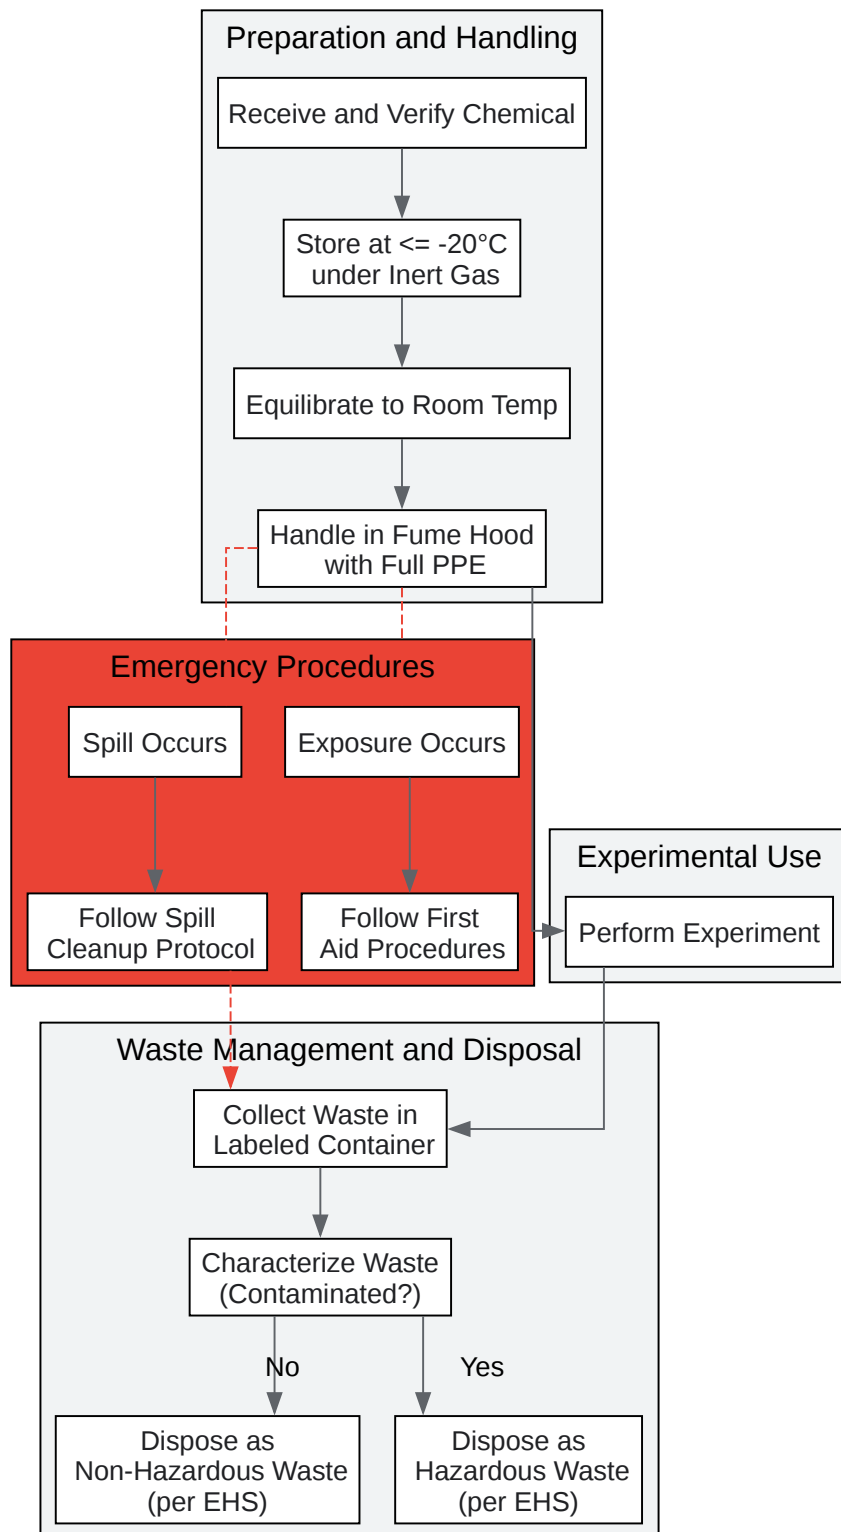 Preparation and Handling
Receive and Verify Chemical
Store at <= -20°C
under Inert Gas
Equilibrate to Room Temp
Handle in Fume Hood
with Full PPE
Emergency Procedures
Spill Occurs
Exposure Occurs
Follow Spill
Cleanup Protocol
Follow First
Aid Procedures
Experimental Use
Perform Experiment
Waste Management and Disposal
Collect Waste in
Labeled Container
Characterize Waste
(Contaminated?)
No
Yes
Dispose as
Non-Hazardous Waste
(per EHS)
Dispose as
Hazardous Waste
(per EHS)